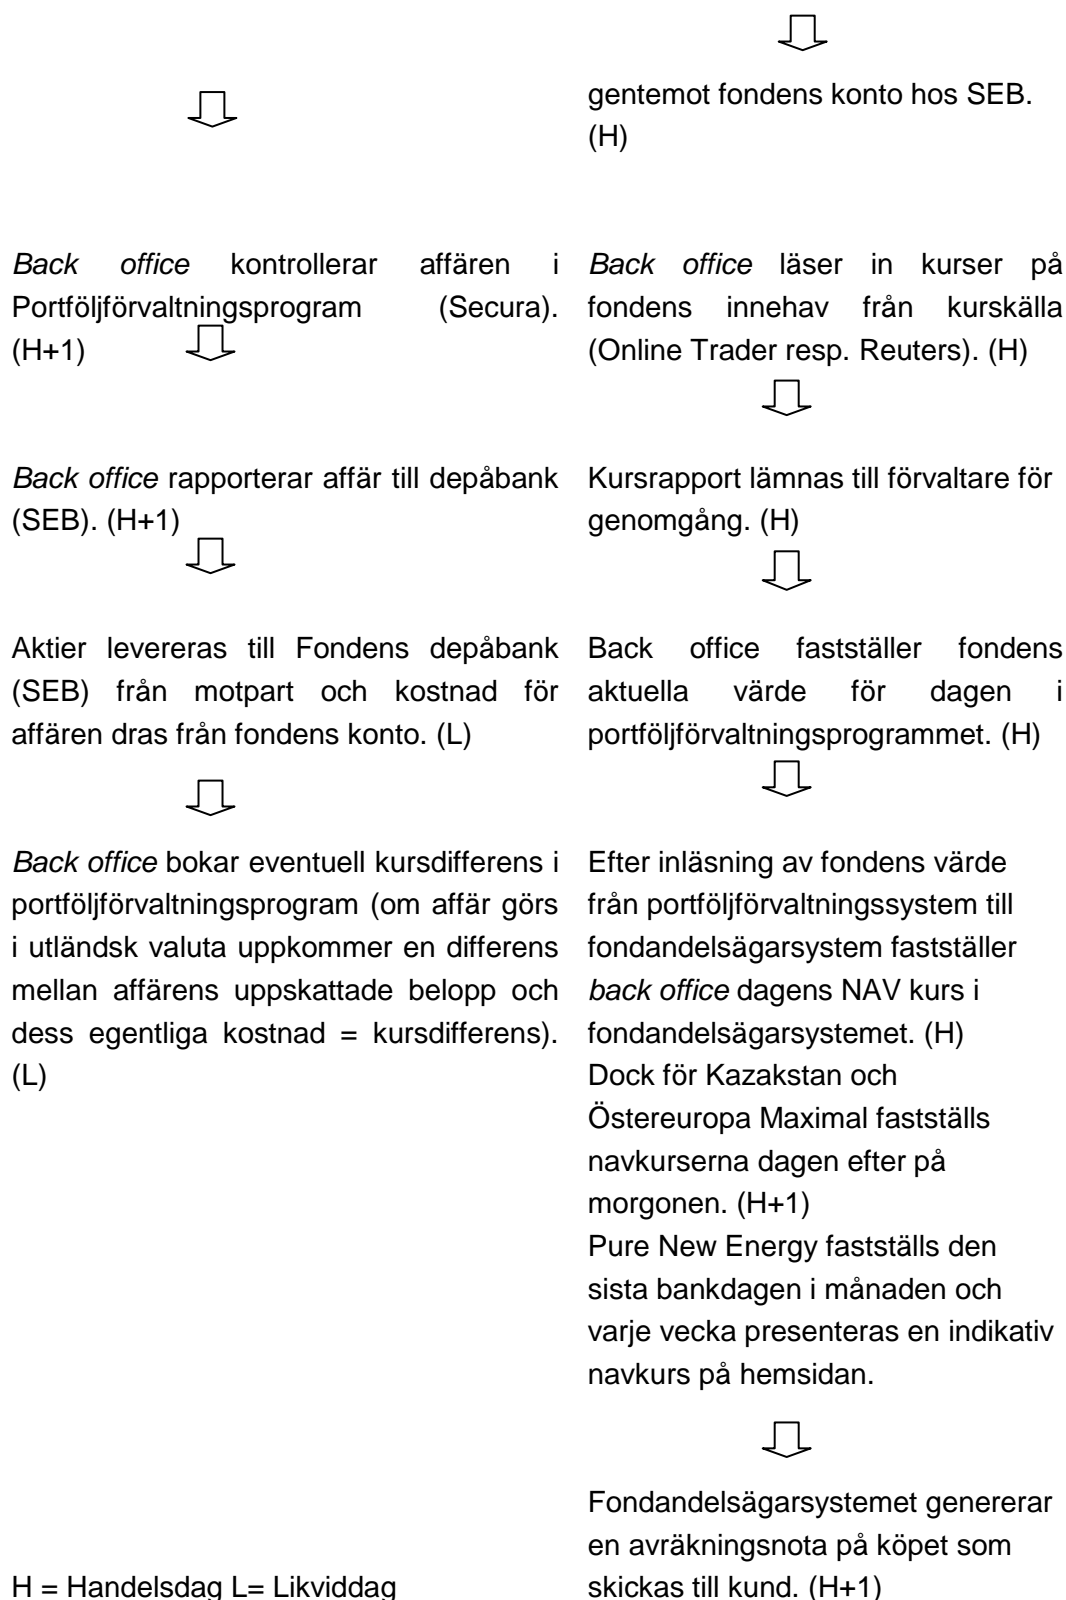 gentemot fondens konto hos SEB.
(H)
Back office kontrollerar affären i
Portföljförvaltningsprogram (Secura).
(H+1)
Back office rapporterar affär till depåbank
(SEB). (H+1)
Aktier levereras till Fondens depåbank
(SEB) från motpart och kostnad för
affären dras från fondens konto. (L)
Back office bokar eventuell kursdifferens i
portföljförvaltningsprogram (om affär görs
i utländsk valuta uppkommer en differens
mellan affärens uppskattade belopp och
dess egentliga kostnad = kursdifferens).
(L)
H = Handelsdag L= Likviddag
Back office läser in kurser på
fondens innehav från kurskälla
(Online Trader resp. Reuters). (H)
Kursrapport lämnas till förvaltare för
genomgång. (H)
Back office fastställer fondens
aktuella värde för dagen i
portföljförvaltningsprogrammet. (H)
Efter inläsning av fondens värde
från portföljförvaltningssystem till
fondandelsägarsystem fastställer
back office dagens NAV kurs i
fondandelsägarsystemet. (H)
Dock för Kazakstan och
Östereuropa Maximal fastställs
navkurserna dagen efter på
morgonen. (H+1)
Pure New Energy fastställs den
sista bankdagen i månaden och
varje vecka presenteras en indikativ
navkurs på hemsidan.
Fondandelsägarsystemet genererar
en avräkningsnota på köpet som
skickas till kund. (H+1)